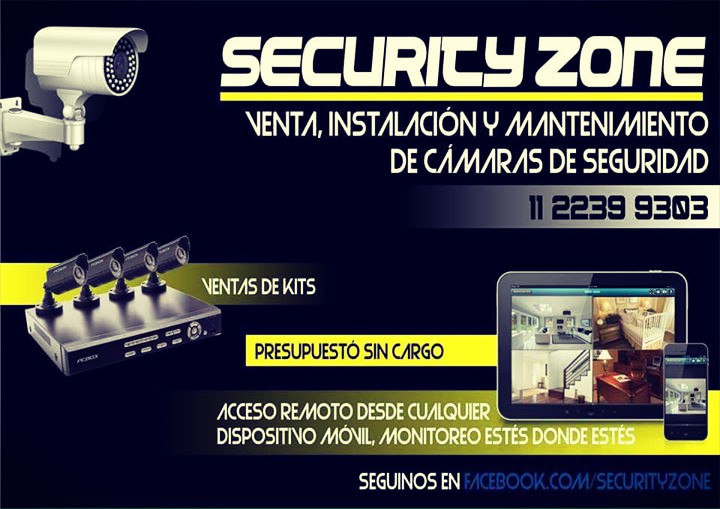 SECURITY ZONE
VENTA, INSTALACIÓN Y MANTENIMIENTO
DE CÁMARAS DE SEGURIDAD
11 2239 9303
VENTAS DE KITS
PRESUPUESTÓ SIN CARGO
ACCESO REMOTO DESDE CUALQUIER
DISPOSITIVO MÓVIL, MONITOREO ESTÉS DONDE ESTÉS
SEGUINOS EN FACEBOOK.COM/SECURITYZONE